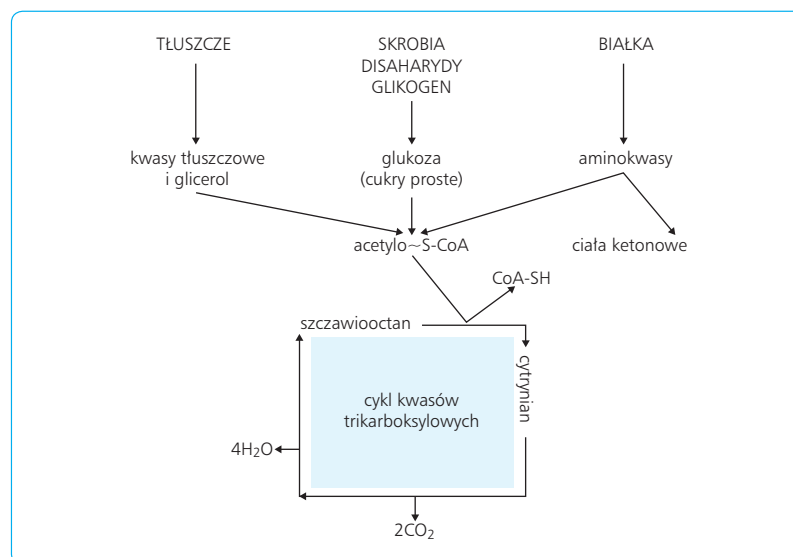 TŁUSZCZE
SKROBIA
DISAHARYDY
GLIKOGEN
BIAŁKA
kwasy tłuszczowe
i glicerol
glukoza
(cukry proste)
aminokwasy
acetylo~S-CoA
ciała ketonowe
CoA-SH
szczawiooctan
cytrynian
cykl kwasów
trikarboksylowych
4H₂O
2CO₂